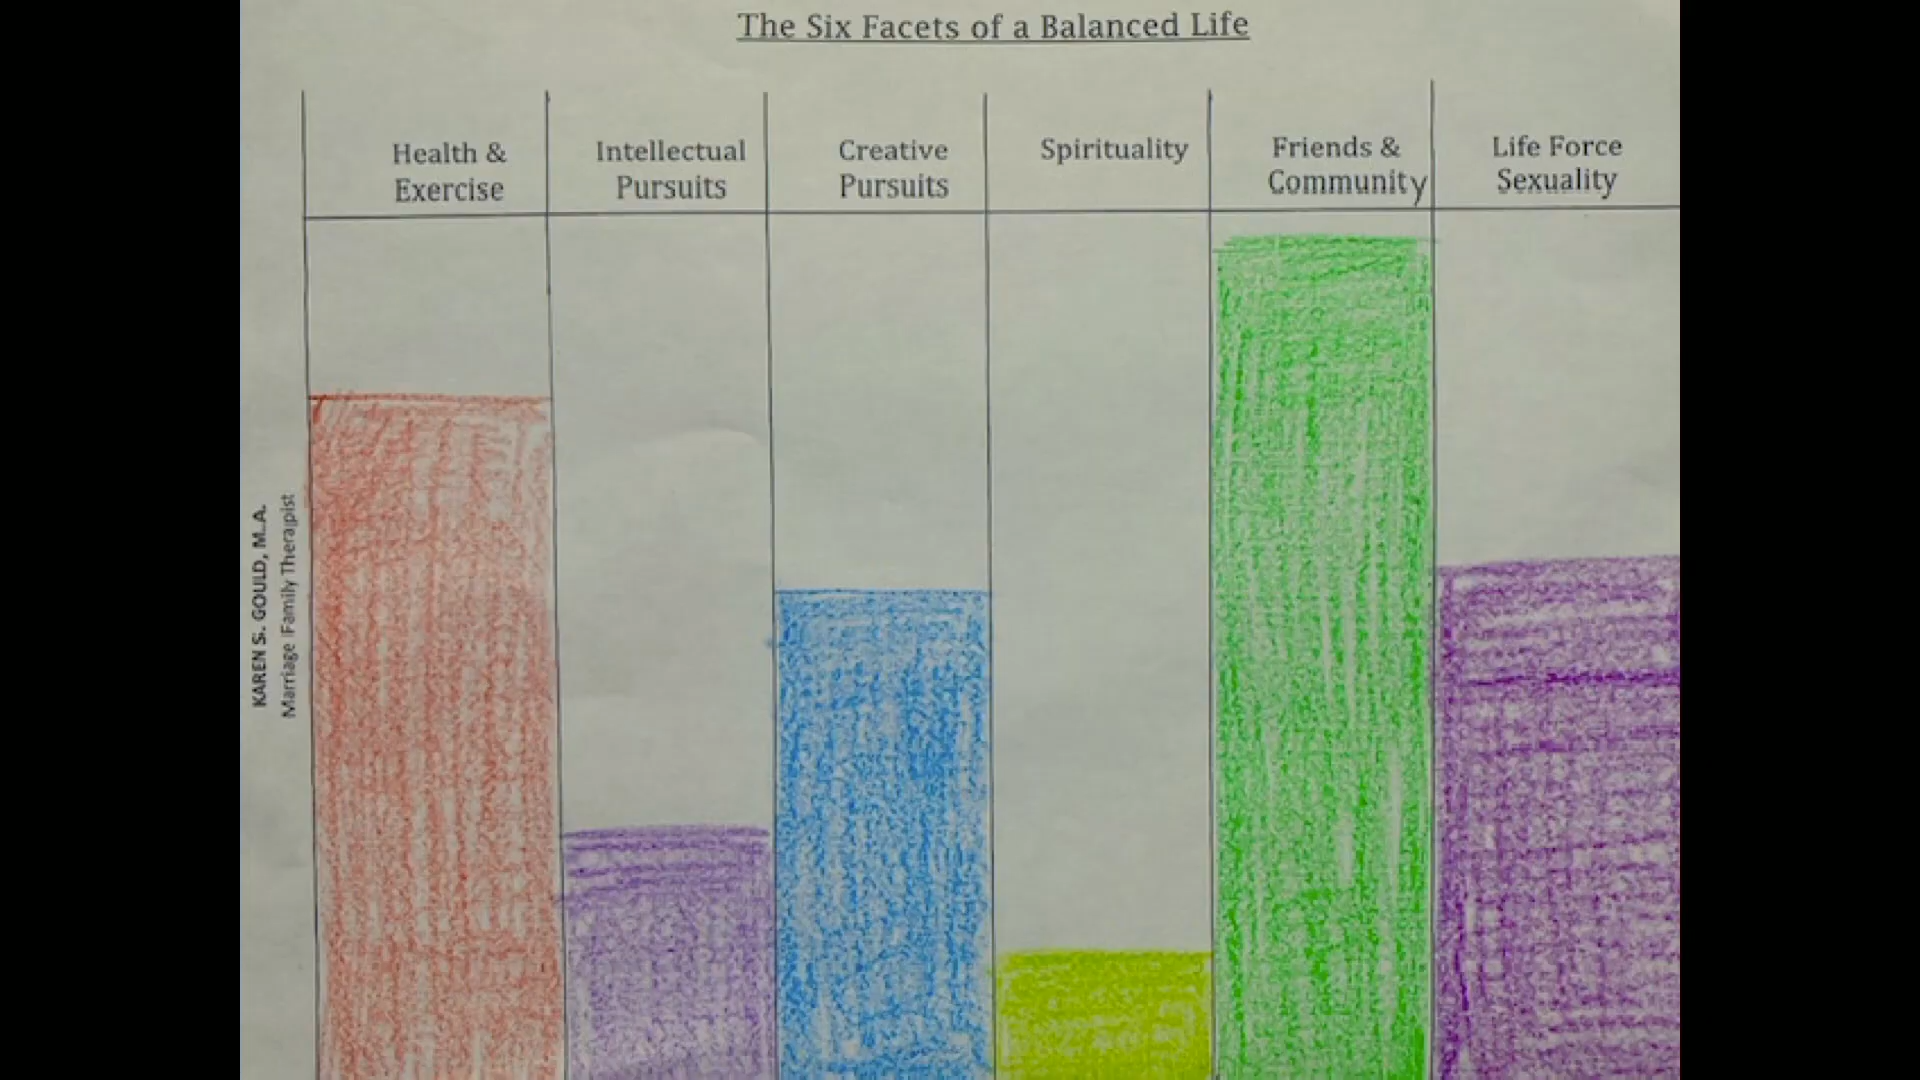 The Six Facets of a Balanced Life
Health &
Exercise
Intellectual
Pursuits
Creative
Pursuits
Spirituality
Friends &
Community
Life Force
Sexuality
KAREN S. GOULD, M.A.
Marriage Family Therapist